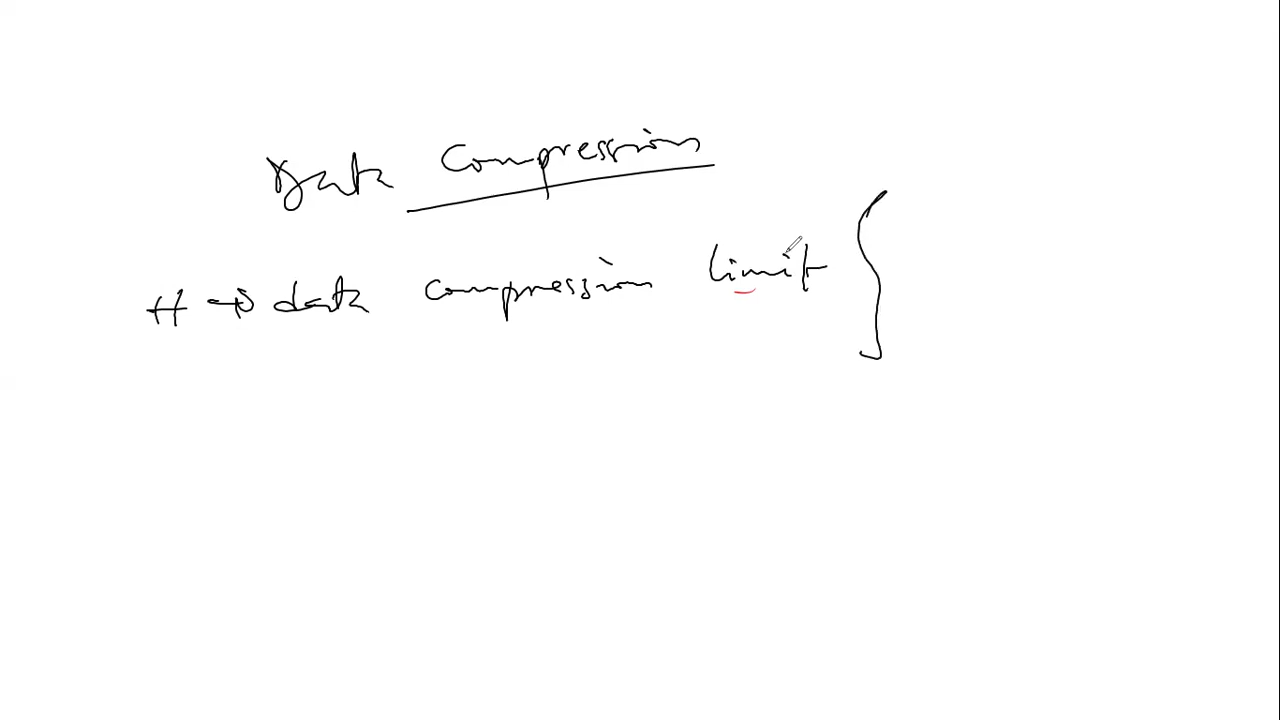 Data Compression
H → data compression limit {